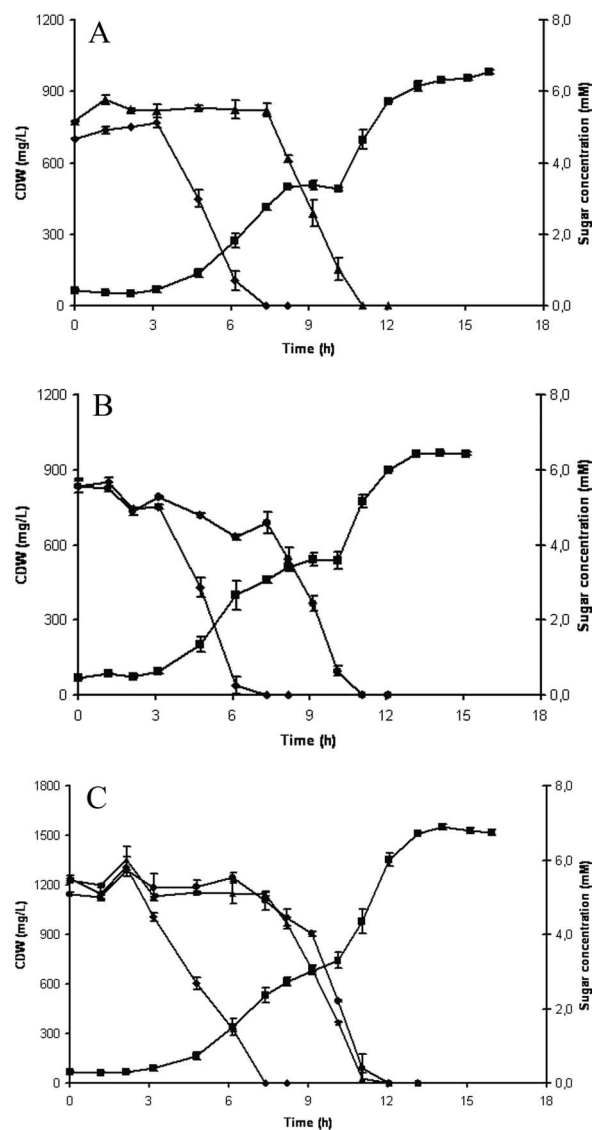 A
1200
900
600
300
0
CDW (mg/L)
8,0
6,0
4,0
2,0
0,0
Sugar concentration (mM)
0 3 6 9 12 15 18
Time (h)
B
1200
900
600
300
0
CDW (mg/L)
8,0
6,0
4,0
2,0
0,0
Sugar concentration (mM)
0 3 6 9 12 15 18
Time (h)
C
1800
1500
1200
900
600
300
0
CDW (mg/L)
8,0
6,0
4,0
2,0
0,0
Sugar concentration (mM)
0 3 6 9 12 15 18
Time (h)